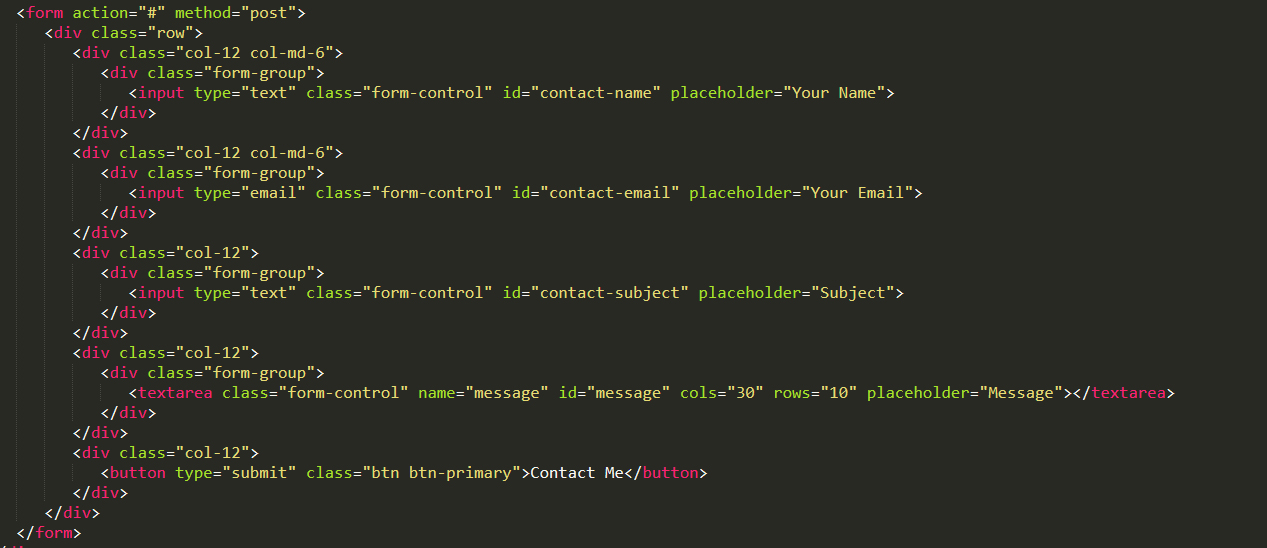 <form action="#" method="post">
<div class="row">
<div class="col-12 col-md-6">
<div class="form-group">
<input type="text" class="form-control" id="contact-name" placeholder="Your Name">
</div>
</div>
<div class="col-12 col-md-6">
<div class="form-group">
<input type="email" class="form-control" id="contact-email" placeholder="Your Email">
</div>
</div>
<div class="col-12">
<div class="form-group">
<input type="text" class="form-control" id="contact-subject" placeholder="Subject">
</div>
</div>
<div class="col-12">
<div class="form-group">
<textarea class="form-control" name="message" id="message" cols="30" rows="10" placeholder="Message"></textarea>
</div>
</div>
<div class="col-12">
<button type="submit" class="btn btn-primary">Contact Me</button>
</div>
</div>
</form>